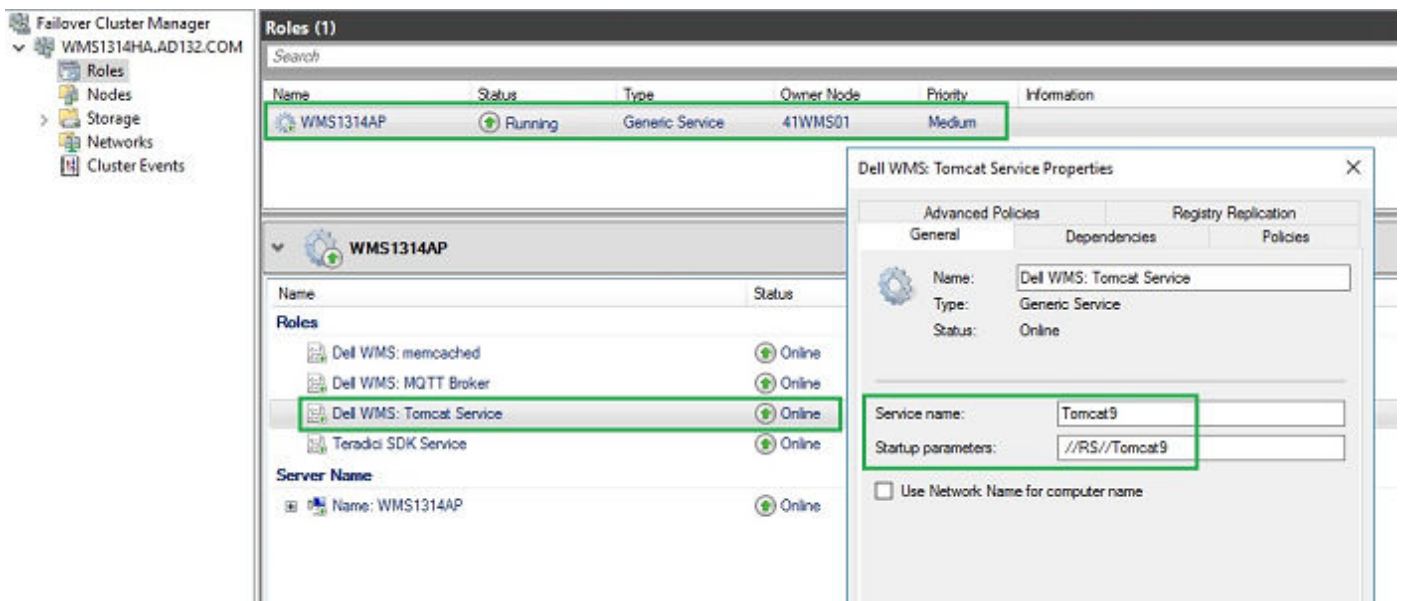 Failover Cluster Manager
WMS1314HA.AD132.COM
Roles
Nodes
Storage
Networks
Cluster Events
Roles (1)
Search
Name Status Type Owner Node Priority Information
WMS1314AP Running Generic Service 41WMS01 Medium
WMS1314AP
Name Status
Roles
Dell WMS: memcached Online
Dell WMS: MQTT Broker Online
Dell WMS: Tomcat Service Online
Teradici SDK Service Online
Server Name
Name: WMS1314AP Online
Dell WMS: Tomcat Service Properties
Advanced Policies Registry Replication
General Dependencies Policies
Name: Dell WMS: Tomcat Service
Type: Generic Service
Status: Online
Service name: Tomcat9
Startup parameters: //RS//Tomcat9
Use Network Name for computer name